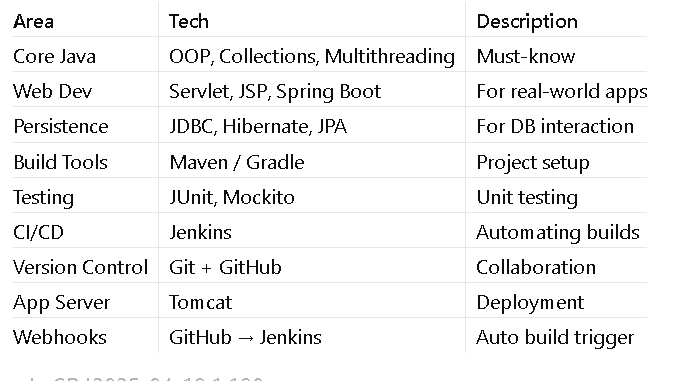 Area Tech Description
Core Java OOP, Collections, Multithreading Must-know
Web Dev Servlet, JSP, Spring Boot For real-world apps
Persistence JDBC, Hibernate, JPA For DB interaction
Build Tools Maven / Gradle Project setup
Testing JUnit, Mockito Unit testing
CI/CD Jenkins Automating builds
Version Control Git + GitHub Collaboration
App Server Tomcat Deployment
Webhooks GitHub → Jenkins Auto build trigger